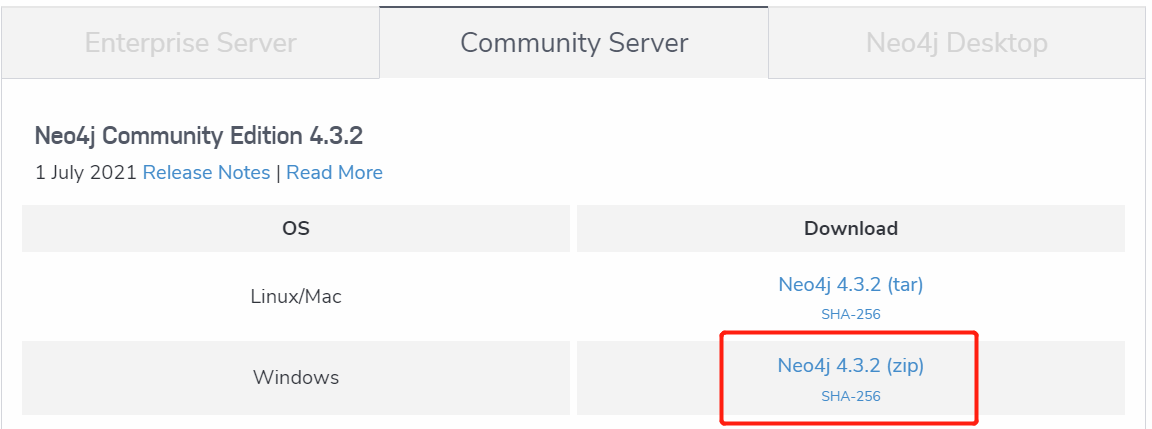 Enterprise Server
Community Server
Neo4j Desktop
Neo4j Community Edition 4.3.2
1 July 2021 Release Notes | Read More
OS
Download
Linux/Mac
Neo4j 4.3.2 (tar)
SHA-256
Windows
Neo4j 4.3.2 (zip)
SHA-256